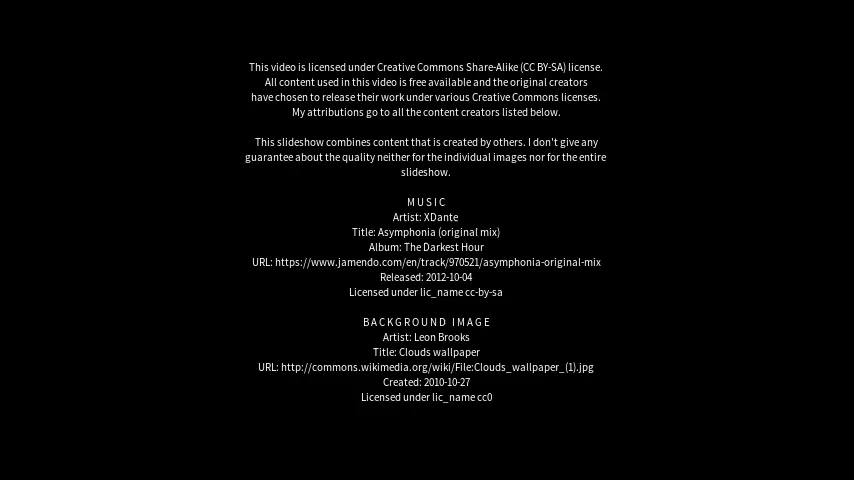 This video is licensed under Creative Commons Share-Alike (CC BY-SA) license.
All content used in this video is free available and the original creators
have chosen to release their work under various Creative Commons licenses.
My attributions go to all the content creators listed below.
This slideshow combines content that is created by others. I don't give any
guarantee about the quality neither for the individual images nor for the entire
slideshow.
MUSIC
Artist: XDante
Title: Asymphonia (original mix)
Album: The Darkest Hour
URL: https://www.jamendo.com/en/track/970521/asymphonia-original-mix
Released: 2012-10-04
Licensed under lic_name cc-by-sa
BACKGROUND IMAGE
Artist: Leon Brooks
Title: Clouds wallpaper
URL: http://commons.wikimedia.org/wiki/File:Clouds_wallpaper_(1).jpg
Created: 2010-10-27
Licensed under lic_name cc0